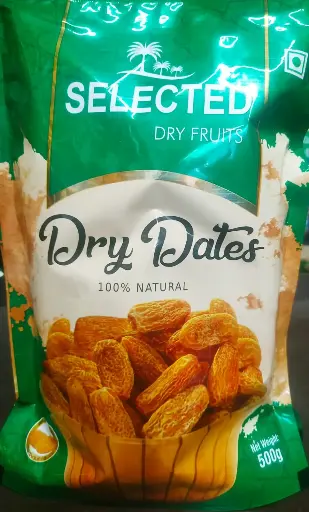 SELECTED
DRY FRUITS
Dry Dates
100% NATURAL
Net Weight:
500g